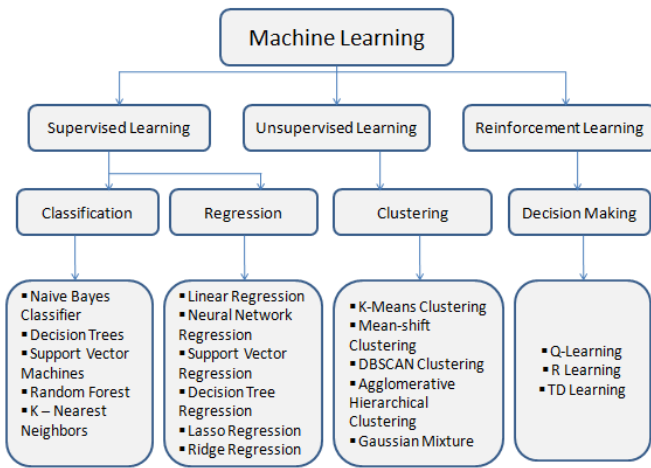 Machine Learning
Supervised Learning
Unsupervised Learning
Reinforcement Learning
Classification
Regression
Clustering
Decision Making
▪ Naive Bayes
Classifier
▪ Decision Trees
▪ Support Vector
Machines
▪ Random Forest
▪ K – Nearest
Neighbors
▪ Linear Regression
▪ Neural Network
Regression
▪ Support Vector
Regression
▪ Decision Tree
Regression
▪ Lasso Regression
▪ Ridge Regression
▪ K-Means Clustering
▪ Mean-shift
Clustering
▪ DBSCAN Clustering
▪ Agglomerative
Hierarchical
Clustering
▪ Gaussian Mixture
▪ Q-Learning
▪ R Learning
▪ TD Learning